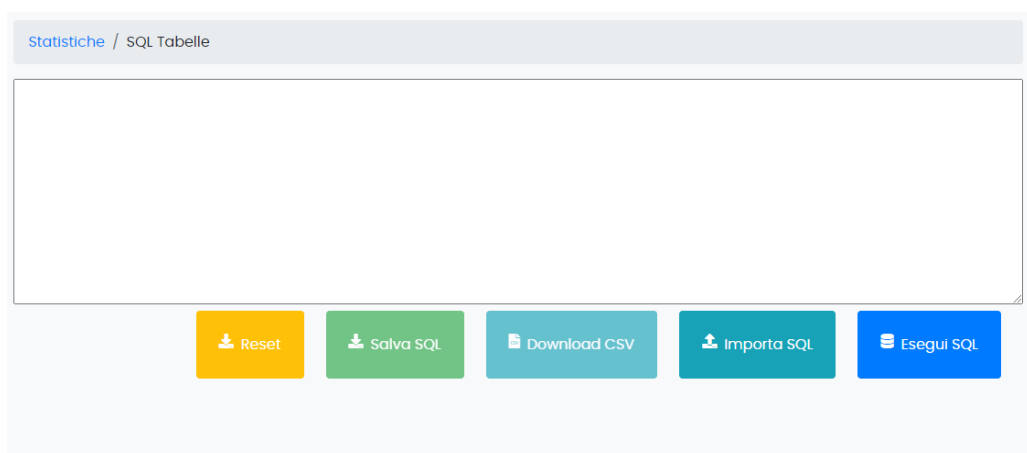 Statistiche / SQL Tabelle
Reset Salva SQL Download CSV Importa SQL Esegui SQL